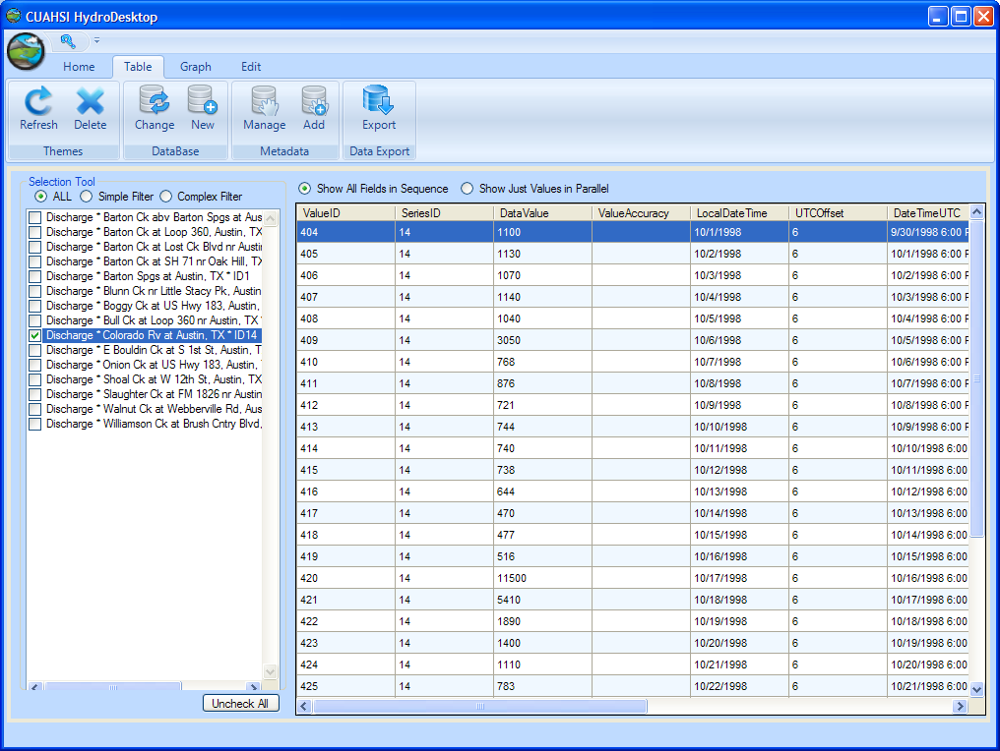 CUAHSI HydroDesktop
Home Table Graph Edit
Refresh Delete Change New Manage Add Export
Themes DataBase Metadata Data Export
Selection Tool
ALL Simple Filter Complex Filter
Discharge * Barton Ck abv Barton Spgs at Aus
Discharge * Barton Ck at Loop 360, Austin, TX
Discharge * Barton Ck at Lost Ck Blvd nr Austi
Discharge * Barton Ck at SH 71 nr Oak Hill, TX
Discharge * Barton Spgs at Austin, TX * ID1
Discharge * Blunn Ck nr Little Stacy Pk, Austin
Discharge * Boggy Ck at US Hwy 183, Austin,
Discharge * Bull Ck at Loop 360 nr Austin, TX *
Discharge * Colorado Rv at Austin, TX * ID14
Discharge * E Bouldin Ck at S 1st St, Austin, T
Discharge * Onion Ck at US Hwy 183, Austin,
Discharge * Shoal Ck at W 12th St, Austin, TX
Discharge * Slaughter Ck at FM 1826 nr Austin
Discharge * Walnut Ck at Webberville Rd, Aus
Discharge * Williamson Ck at Brush Cntry Blvd,
Uncheck All
Show All Fields in Sequence Show Just Values in Parallel
ValueID SeriesID DataValue ValueAccuracy LocalDateTime UTCOffset DateTimeUTC
404 14 1100 10/1/1998 6 9/30/1998 6:00 P
405 14 1130 10/2/1998 6 10/1/1998 6:00 P
406 14 1070 10/3/1998 6 10/2/1998 6:00 P
407 14 1140 10/4/1998 6 10/3/1998 6:00 P
408 14 1040 10/5/1998 6 10/4/1998 6:00 P
409 14 3050 10/6/1998 6 10/5/1998 6:00 P
410 14 768 10/7/1998 6 10/6/1998 6:00 P
411 14 876 10/8/1998 6 10/7/1998 6:00 P
412 14 721 10/9/1998 6 10/8/1998 6:00 P
413 14 744 10/10/1998 6 10/9/1998 6:00 P
414 14 740 10/11/1998 6 10/10/1998 6:00
415 14 738 10/12/1998 6 10/11/1998 6:00
416 14 644 10/13/1998 6 10/12/1998 6:00
417 14 470 10/14/1998 6 10/13/1998 6:00
418 14 477 10/15/1998 6 10/14/1998 6:00
419 14 516 10/16/1998 6 10/15/1998 6:00
420 14 11500 10/17/1998 6 10/16/1998 6:00
421 14 5410 10/18/1998 6 10/17/1998 6:00
422 14 1890 10/19/1998 6 10/18/1998 6:00
423 14 1400 10/20/1998 6 10/19/1998 6:00
424 14 1110 10/21/1998 6 10/20/1998 6:00
425 14 783 10/22/1998 6 10/21/1998 6:00